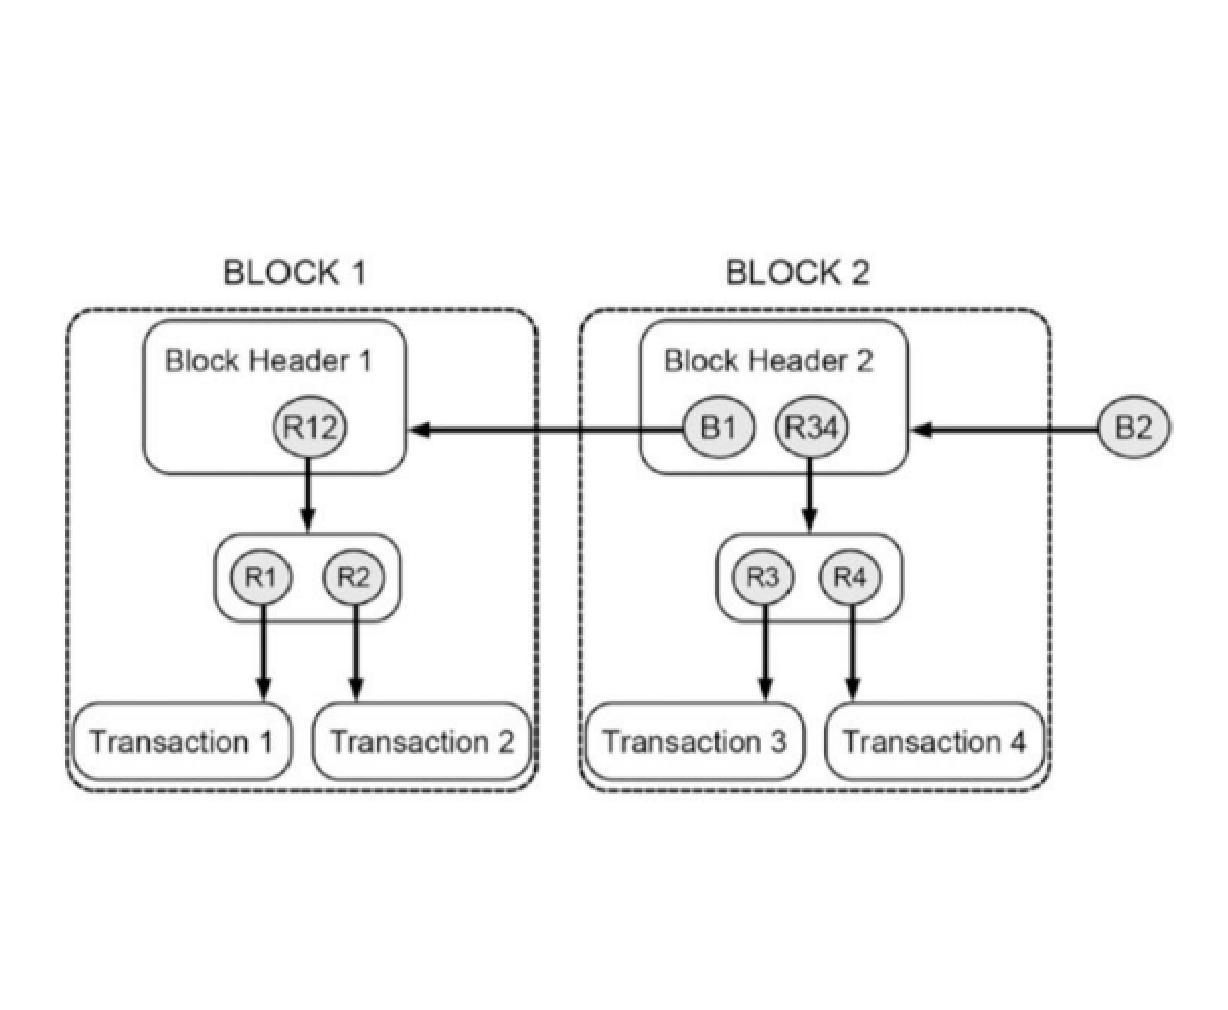 BLOCK 1
BLOCK 2
Block Header 1
Block Header 2
R12
B1
R34
B2
R1
R2
R3
R4
Transaction 1
Transaction 2
Transaction 3
Transaction 4